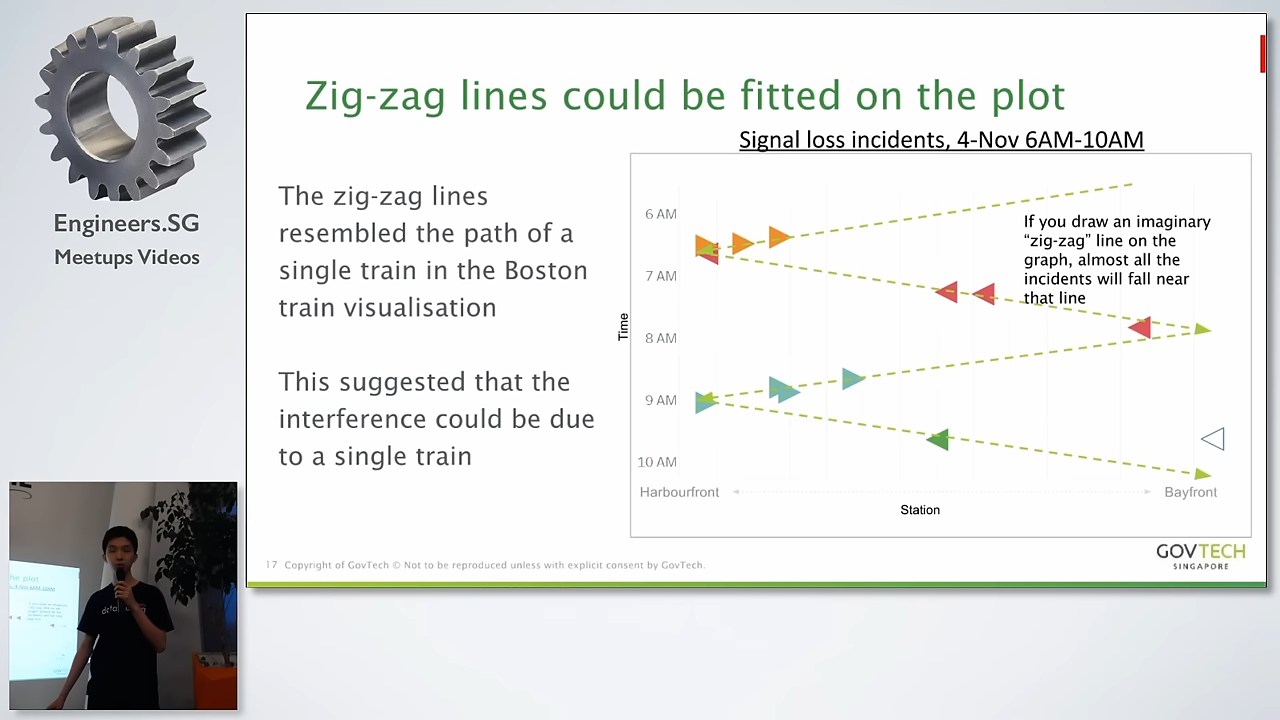 Engineers.SG
Meetups Videos
Zig-zag lines could be fitted on the plot
The zig-zag lines
resembled the path of a
single train in the Boston
train visualisation
This suggested that the
interference could be due
to a single train
Signal loss incidents, 4-Nov 6AM-10AM
6 AM
7 AM
8 AM
9 AM
10 AM
Time
If you draw an imaginary
“zig-zag” line on the
graph, almost all the
incidents will fall near
that line
Harbourfront
Bayfront
Station
17 Copyright of GovTech © Not to be reproduced unless with explicit consent by GovTech.
GOVTECH
SINGAPORE